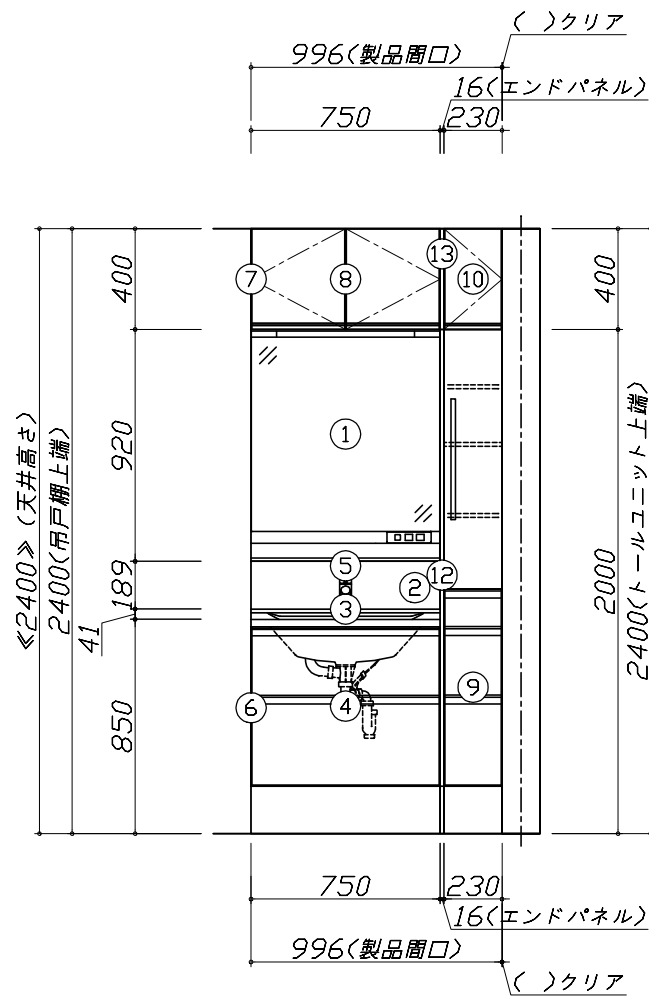 ( )クリア
996(製品間口)
16(エンドパネル)
750
230
13
7
8
10
400
400
≪2400≫ (天井高さ)
2400(吊戸棚上端)
920
1
2000
2400(トールユニット上端)
5
12
2
189
3
41
9
6
4
850
750
230
16(エンドパネル)
996(製品間口)
( )クリア